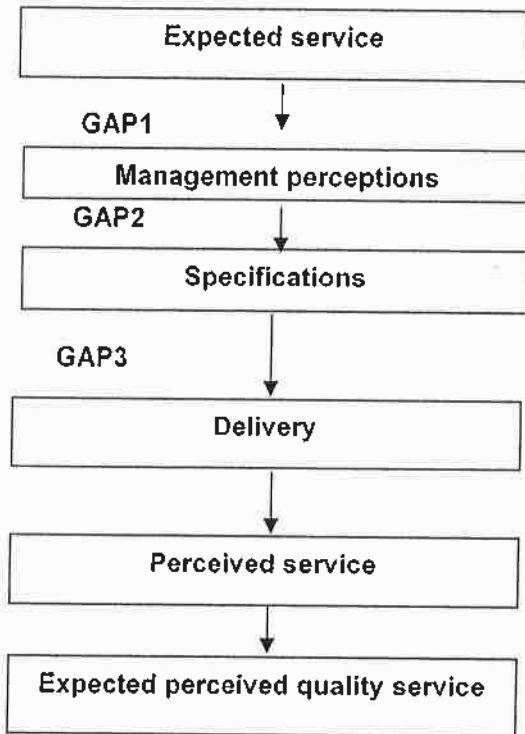 Expected service
GAP1
Management perceptions
GAP2
Specifications
GAP3
Delivery
Perceived service
Expected perceived quality service